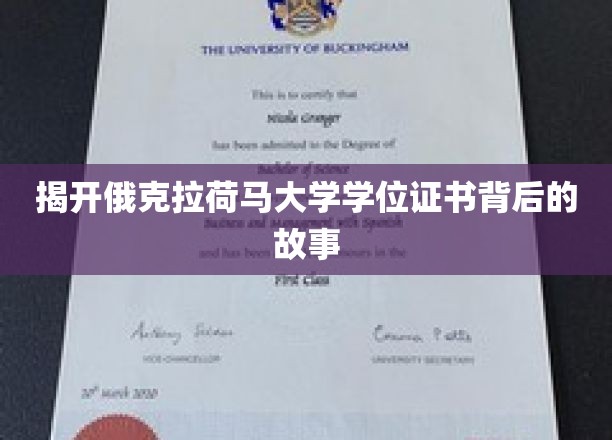 THE UNIVERSITY OF BUCKINGHAM
This is to certify that
Nicola Granger
has been admitted to the Degree of
Bachelor of Science
揭开俄克拉荷马大学学位证书背后的
故事
Business and Management with Spanish
and has been honours in the
First Class
VICE-CHANCELLOR
UNIVERSITY SECRETARY
20th March 2020